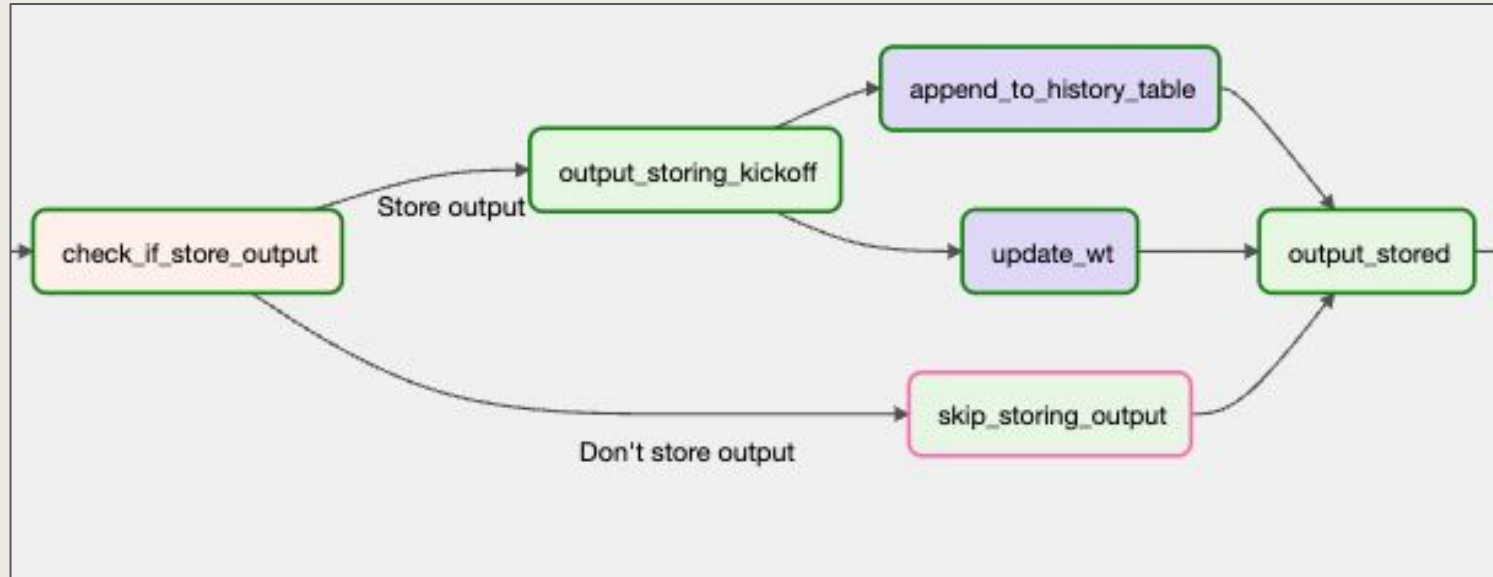 append_to_history_table
output_storing_kickoff
Store output
check_if_store_output
update_wt
output_stored
skip_storing_output
Don't store output